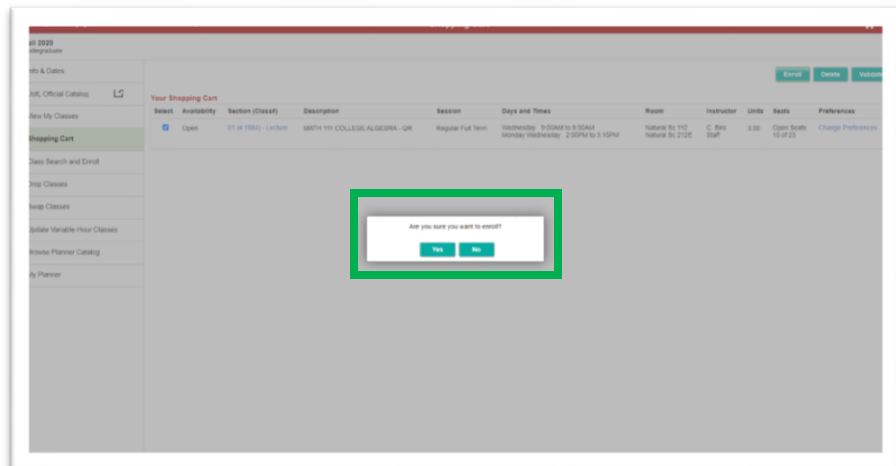 Fall 2020
Undergraduate
Info & Dates
UofL Official Catalog
View My Classes
Shopping Cart
Class Search and Enroll
Drop Classes
Swap Classes
Update Variable Hour Classes
Browse Planner Catalog
My Planner
Enroll Delete Validate
Your Shopping Cart
Select Availability Section (Class#) Description Session Days and Times Room Instructor Units Seats Preferences
Open - Lecture MATH 111 COLLEGE ALGEBRA - QR Regular Full Term Wednesday 9:00AM to 9:50AM Natural Sc 112 C. Biro 3.00 Open Seats Change Preferences
Monday Wednesday 2:00PM to 3:15PM Natural Sc 212E Staff 10 of 23
Are you sure you want to enroll?
Yes No